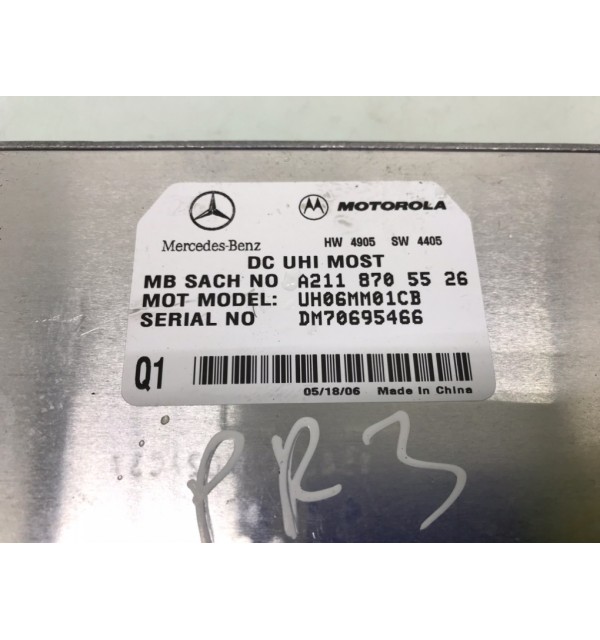 Mercedes-Benz
MOTOROLA
HW 4905 SW 4405
DC UHI MOST
MB SACH NO A211 870 55 26
MOT MODEL: UH06MM01CB
SERIAL NO DM70695466
Q1
05/18/06 Made In China
PR3